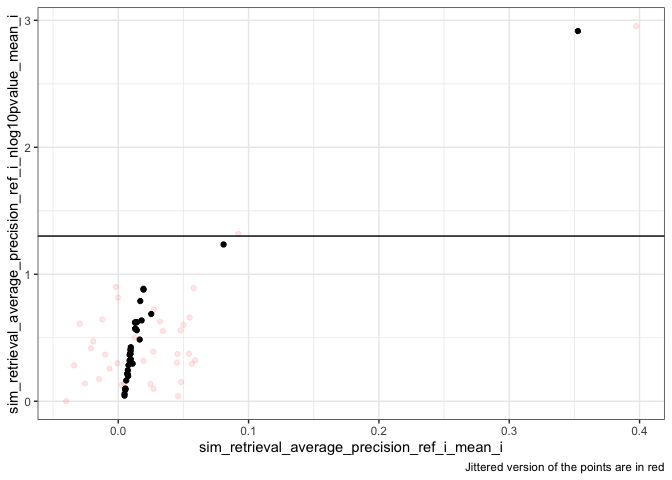 sim_retrieval_average_precision_ref_i_nlog10pvalue_mean_i
3
2
1
0
0.0 0.1 0.2 0.3 0.4
sim_retrieval_average_precision_ref_i_mean_i
Jittered version of the points are in red